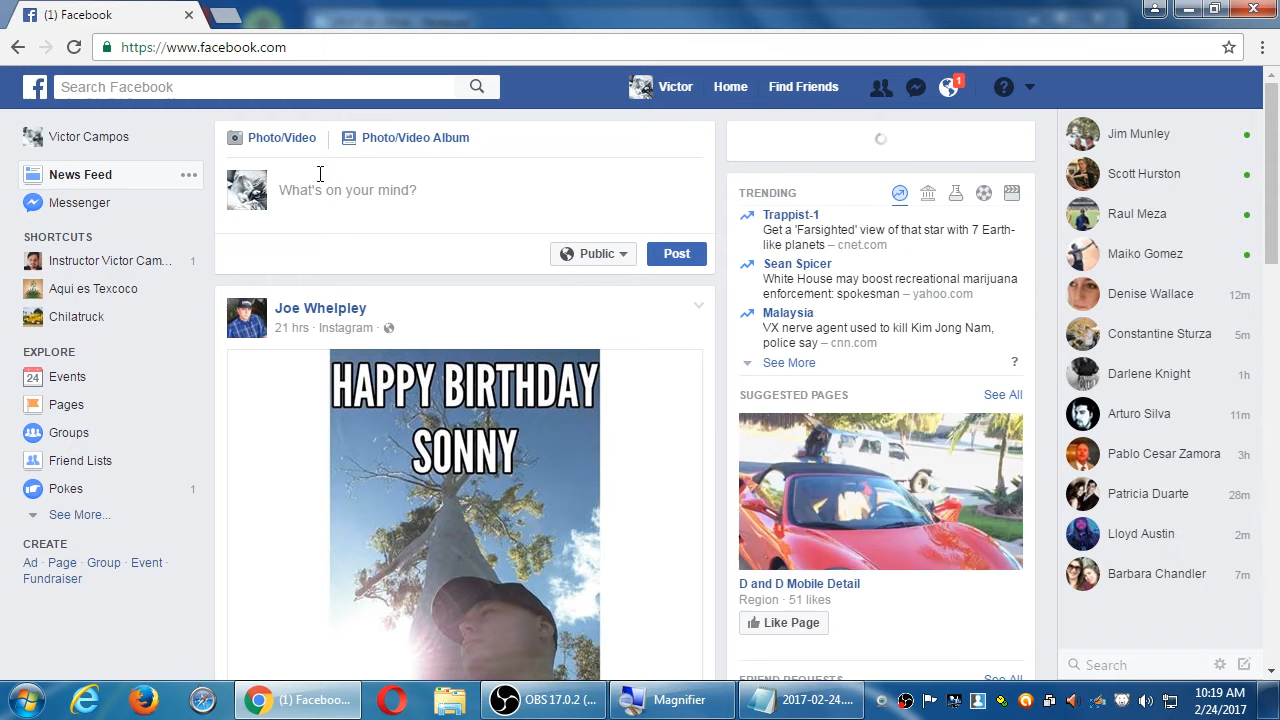 (1) Facebook
https://www.facebook.com
Search Facebook
Victor
Home
Find Friends
1
Victor Campos
News Feed
Messenger
SHORTCUTS
Instructor Victor Cam... 1
Aqui es Texcoco
Chilatruck
EXPLORE
24 Events
Pages
Groups
Friend Lists
Pokes 1
See More...
CREATE
Ad · Page · Group · Event ·
Fundraiser
Photo/Video
Photo/Video Album
What's on your mind?
Public
Post
Joe Whelpley
21 hrs · Instagram ·
HAPPY BIRTHDAY
SONNY
TRENDING
Trappist-1
Get a 'Farsighted' view of that star with 7 Earth-
like planets – cnet.com
Sean Spicer
White House may boost recreational marijuana
enforcement: spokesman – yahoo.com
Malaysia
VX nerve agent used to kill Kim Jong Nam,
police say – cnn.com
See More
?
SUGGESTED PAGES
See All
D and D Mobile Detail
Region · 51 likes
Like Page
FRIEND REQUESTS
See All
Jim Munley
Scott Hurston
Raul Meza
Maiko Gomez
Denise Wallace 12m
Constantine Sturza 5m
Darlene Knight 1h
Arturo Silva 11m
Pablo Cesar Zamora 3h
Patricia Duarte 28m
Lloyd Austin 2m
Barbara Chandler 7m
Search
(1) Faceboo...
OBS 17.0.2 (...
Magnifier
2017-02-24....
10:19 AM
2/24/2017